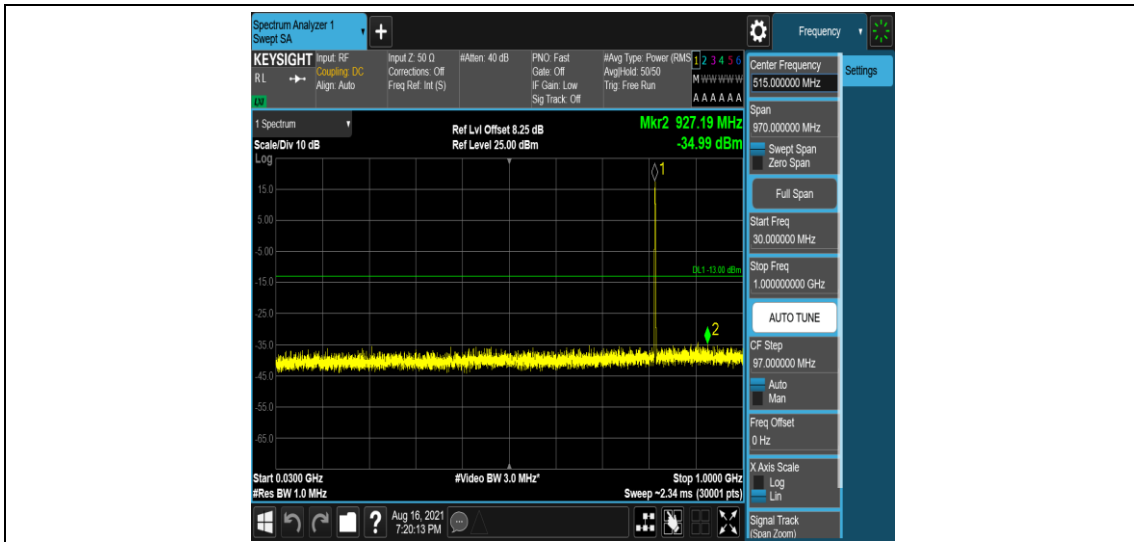 Spectrum Analyzer 1
Swept SA
+
Frequency
KEYSIGHT
RL
LM
Input: RF
Coupling: DC
Align: Auto
Input Z: 50 Ω
Corrections: Off
Freq Ref: Int (S)
#Atten: 40 dB
PNO: Fast
Gate: Off
IF Gain: Low
Sig Track: Off
#Avg Type: Power (RMS
Avg|Hold: 50/50
Trig: Free Run
1 2 3 4 5 6
M W W W W W
A A A A A A
1 Spectrum
Scale/Div 10 dB
Ref Lvl Offset 8.25 dB
Ref Level 25.00 dBm
Mkr2 927.19 MHz
-34.99 dBm
Log
1
15.0
5.00
-5.00
DL1 -13.00 dBm
-15.0
-25.0
2
-35.0
-45.0
-55.0
-65.0
Start 0.0300 GHz
#Video BW 3.0 MHz*
Stop 1.0000 GHz
#Res BW 1.0 MHz
Sweep ~2.34 ms (30001 pts)
Center Frequency
515.000000 MHz
Settings
Span
970.000000 MHz
Swept Span
Zero Span
Full Span
Start Freq
30.000000 MHz
Stop Freq
1.000000000 GHz
AUTO TUNE
CF Step
97.000000 MHz
Auto
Man
Freq Offset
0 Hz
X Axis Scale
Log
Lin
Signal Track
(Span Zoom)
?
Aug 16, 2021
7:20:13 PM